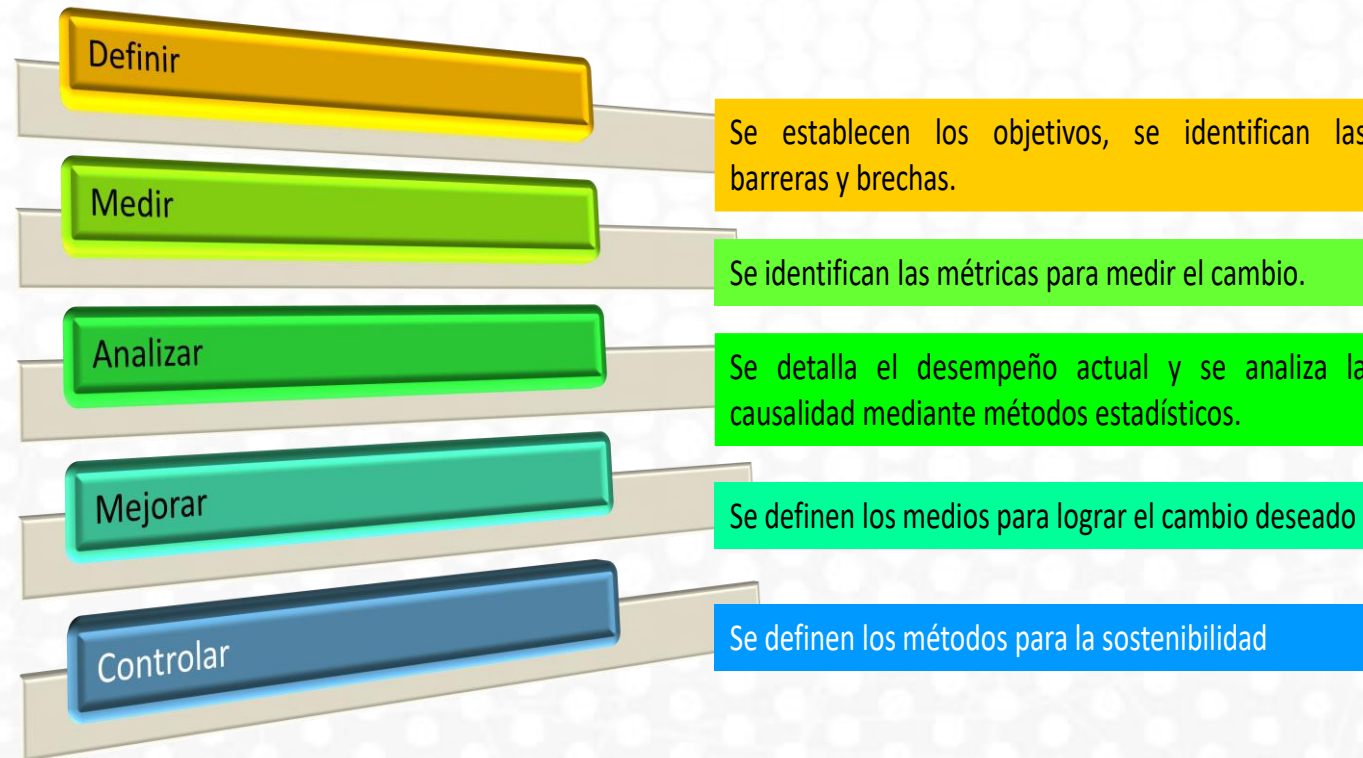 Definir
Se establecen los objetivos, se identifican las
barreras y brechas.
Medir
Se identifican las métricas para medir el cambio.
Analizar
Se detalla el desempeño actual y se analiza la
causalidad mediante métodos estadísticos.
Mejorar
Se definen los medios para lograr el cambio deseado
Controlar
Se definen los métodos para la sostenibilidad